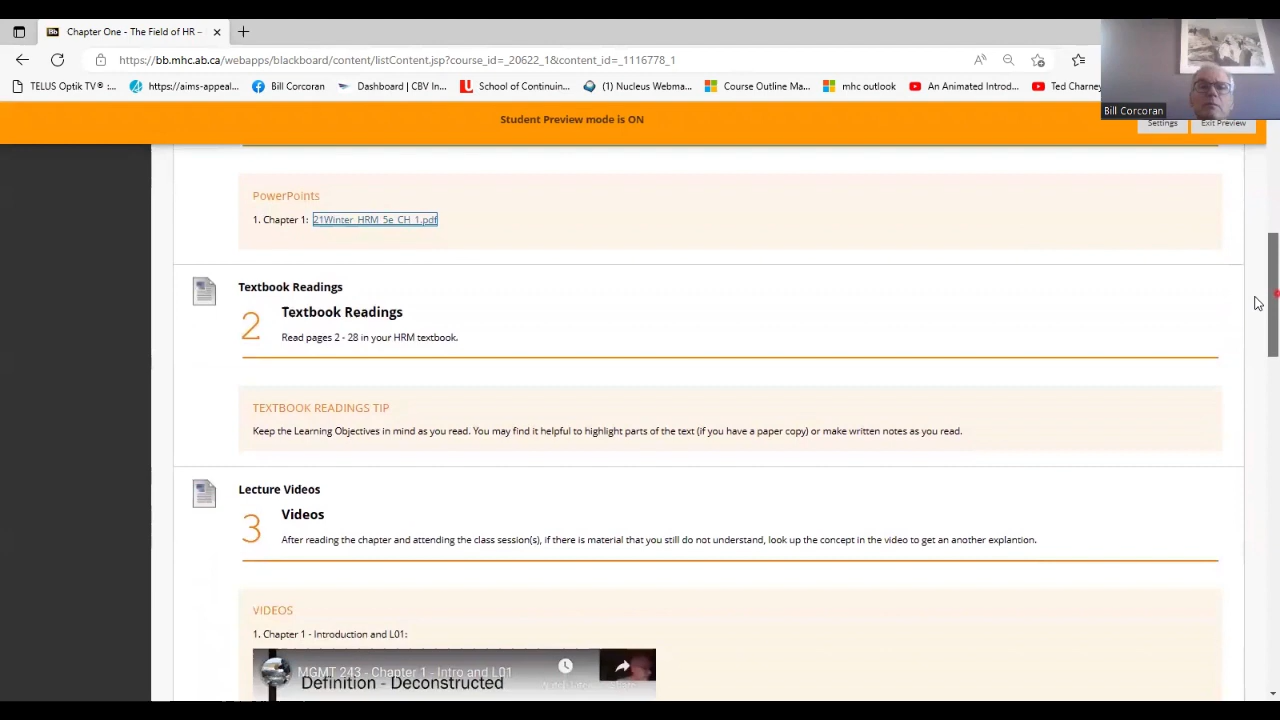 Chapter One - The Field of HR –
https://bb.mhc.ab.ca/webapps/blackboard/content/listContent.jsp?course_id=_20622_1&content_id=_1116778_1
TELUS Optik TV® :...
https://aims-appeal...
Bill Corcoran
Dashboard | CBV In...
School of Continuin...
(1) Nucleus Webma...
Course Outline Ma...
mhc outlook
An Animated Introd...
Ted Charney
Bill Corcoran
Student Preview mode is ON
Settings
Exit Preview
PowerPoints
1. Chapter 1: 21Winter_HRM_5e_CH_1.pdf
Textbook Readings
2
Textbook Readings
Read pages 2 - 28 in your HRM textbook.
TEXTBOOK READINGS TIP
Keep the Learning Objectives in mind as you read. You may find it helpful to highlight parts of the text (if you have a paper copy) or make written notes as you read.
Lecture Videos
3
Videos
After reading the chapter and attending the class session(s), if there is material that you still do not understand, look up the concept in the video to get an another explantion.
VIDEOS
1. Chapter 1 - Introduction and L01:
MGMT 243 - Chapter 1 - Intro and L01
Definition - Deconstructed